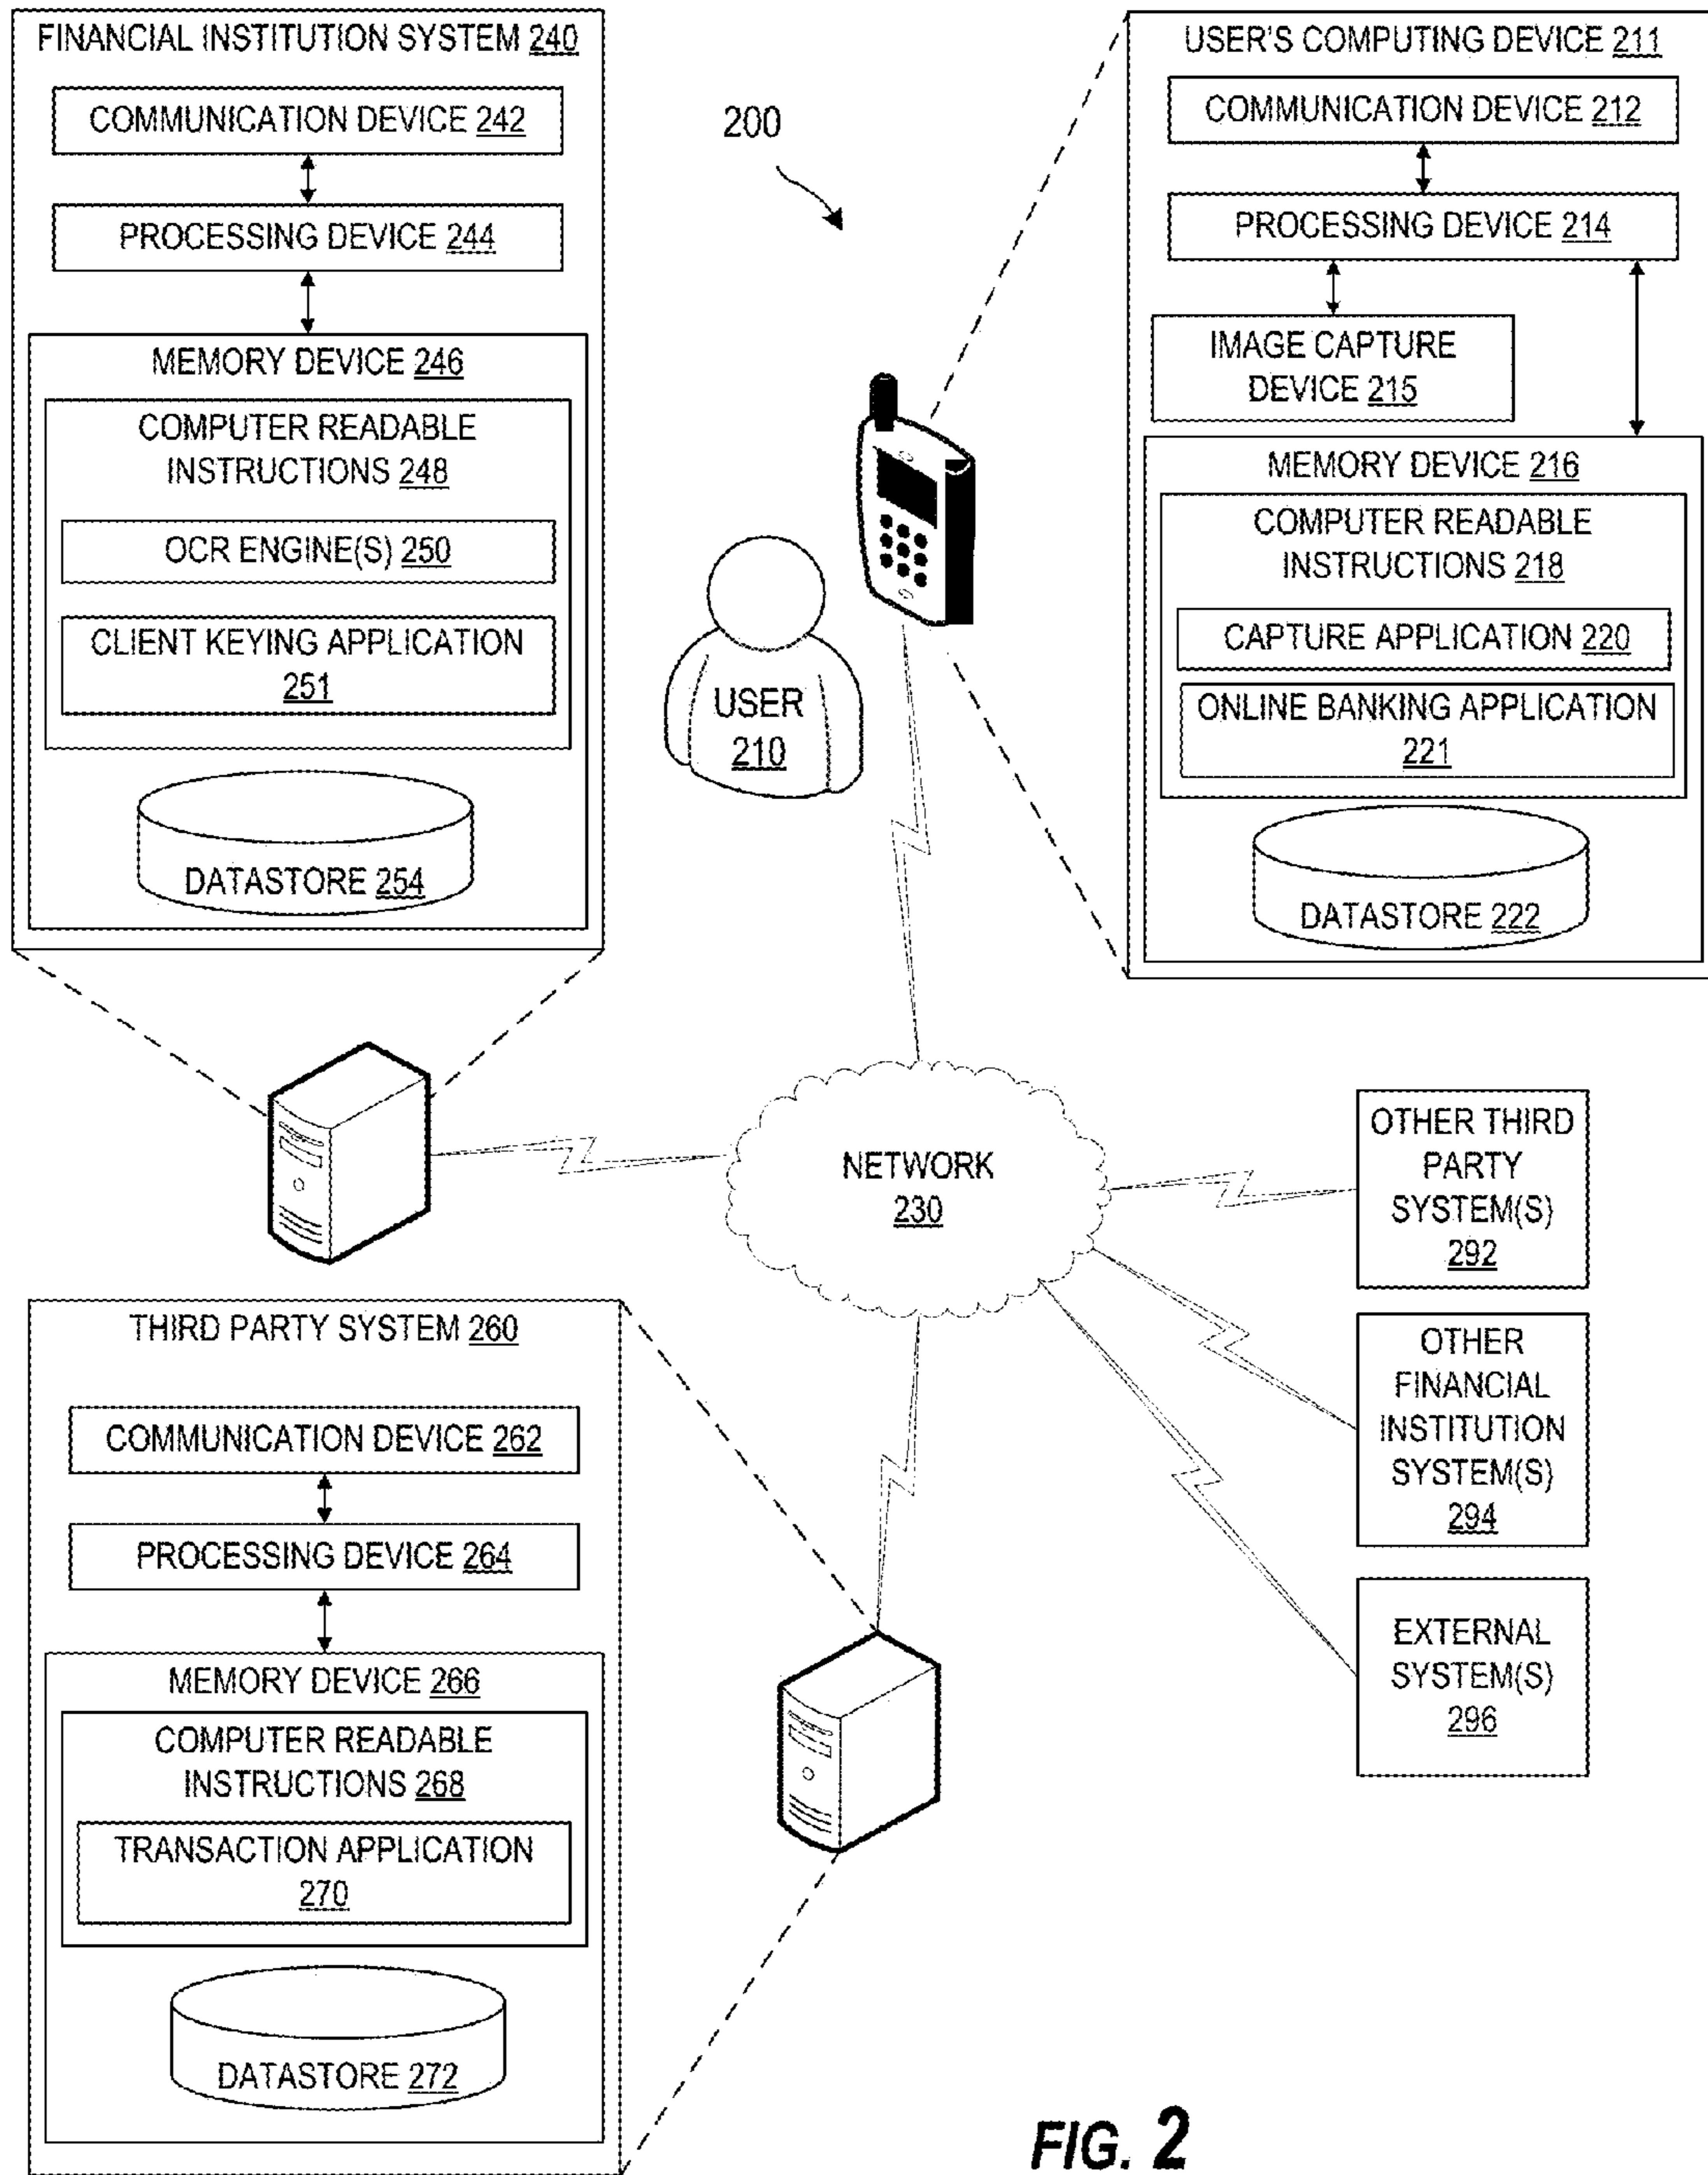 FINANCIAL INSTITUTION SYSTEM 240
COMMUNICATION DEVICE 242
PROCESSING DEVICE 244
MEMORY DEVICE 246
COMPUTER READABLE
INSTRUCTIONS 248
OCR ENGINE(S) 250
CLIENT KEYING APPLICATION
251
DATASTORE 254
200
USER
210
USER'S COMPUTING DEVICE 211
COMMUNICATION DEVICE 212
PROCESSING DEVICE 214
IMAGE CAPTURE
DEVICE 215
MEMORY DEVICE 216
COMPUTER READABLE
INSTRUCTIONS 218
CAPTURE APPLICATION 220
ONLINE BANKING APPLICATION
221
DATASTORE 222
NETWORK
230
OTHER THIRD
PARTY
SYSTEM(S)
292
OTHER
FINANCIAL
INSTITUTION
SYSTEM(S)
294
EXTERNAL
SYSTEM(S)
296
THIRD PARTY SYSTEM 260
COMMUNICATION DEVICE 262
PROCESSING DEVICE 264
MEMORY DEVICE 266
COMPUTER READABLE
INSTRUCTIONS 268
TRANSACTION APPLICATION
270
DATASTORE 272
FIG. 2